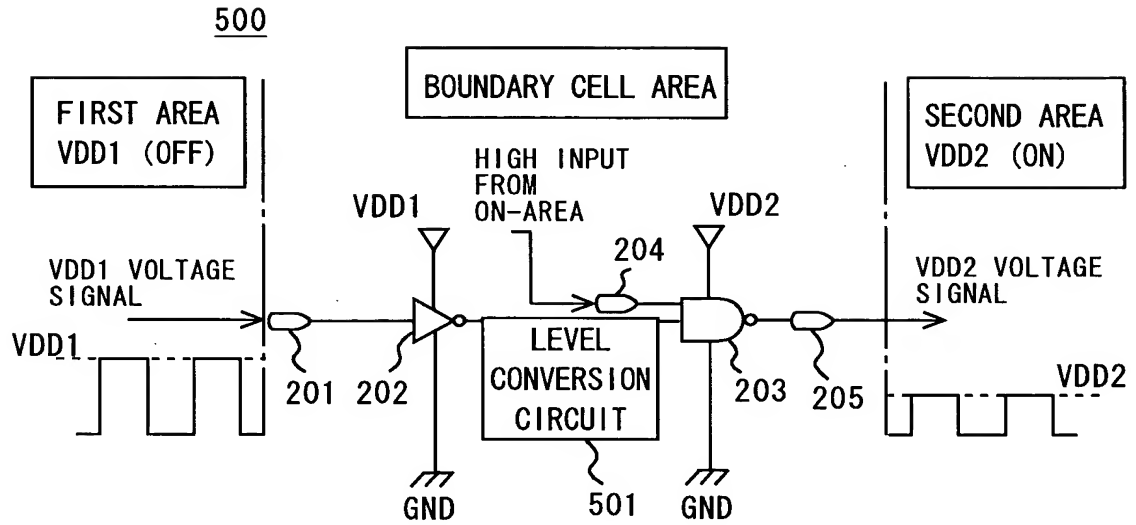 500
FIRST AREA
VDD1 (OFF)
BOUNDARY CELL AREA
SECOND AREA
VDD2 (ON)
HIGH INPUT
FROM
ON-AREA
VDD1
VDD2
204
VDD1 VOLTAGE
SIGNAL
VDD2 VOLTAGE
SIGNAL
VDD1
201
202
LEVEL
CONVERSION
CIRCUIT
203
205
VDD2
GND
501
GND